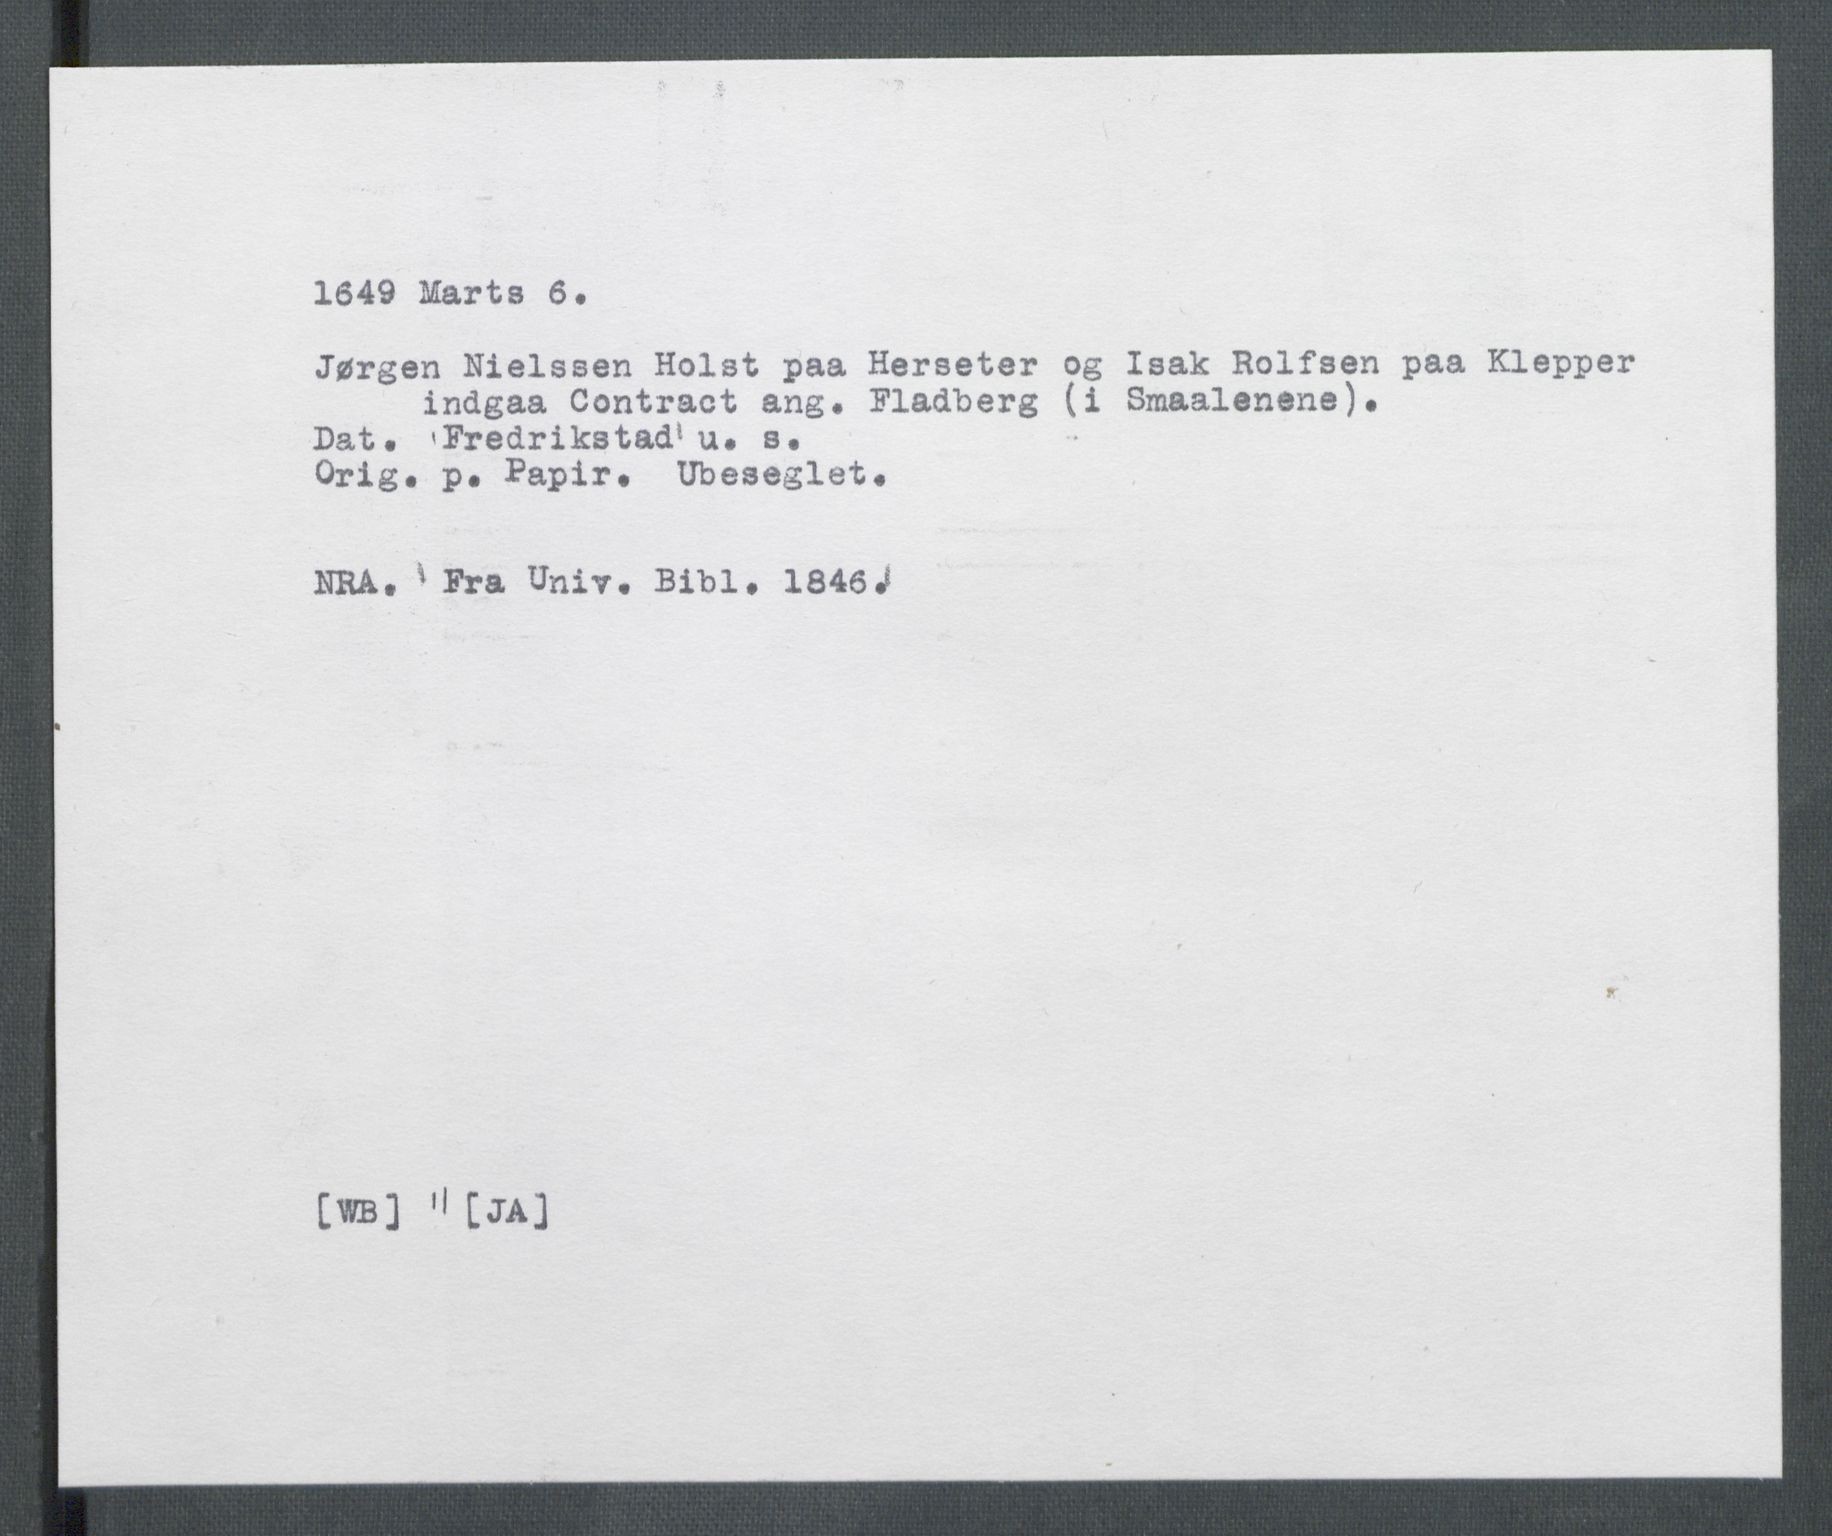 1649 Marts 6.
Jørgen Nielssen Holst paa Herseter og Isak Rolfsen paa Klepper
indgaa Contract ang. Fladberg (i Smaalenene).
Dat. 'Fredrikstad' u. s.
Orig. p. Papir. Ubeseglet.
NRA. ' Fra Univ. Bibl. 1846.'
[WB] '' [JA]